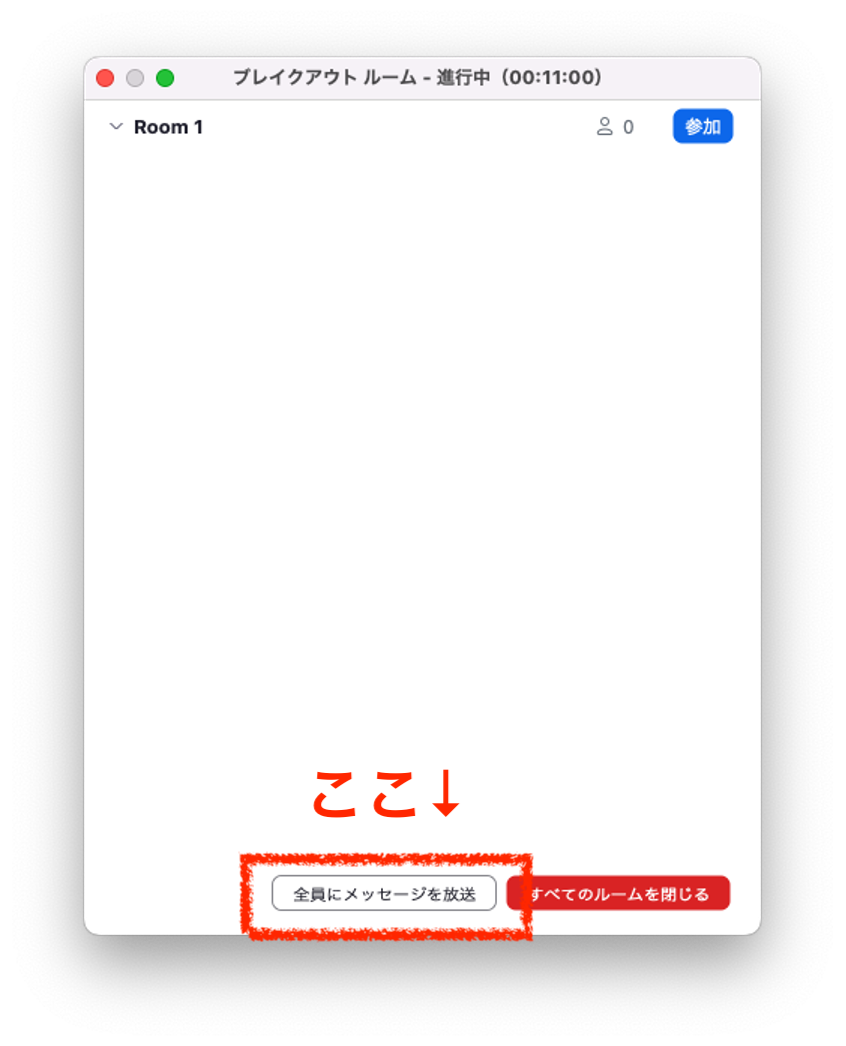 ブレイクアウト ルーム - 進行中（00:11:00）
Room 1 0 参加
ここ↓
全員にメッセージを放送 すべてのルームを閉じる